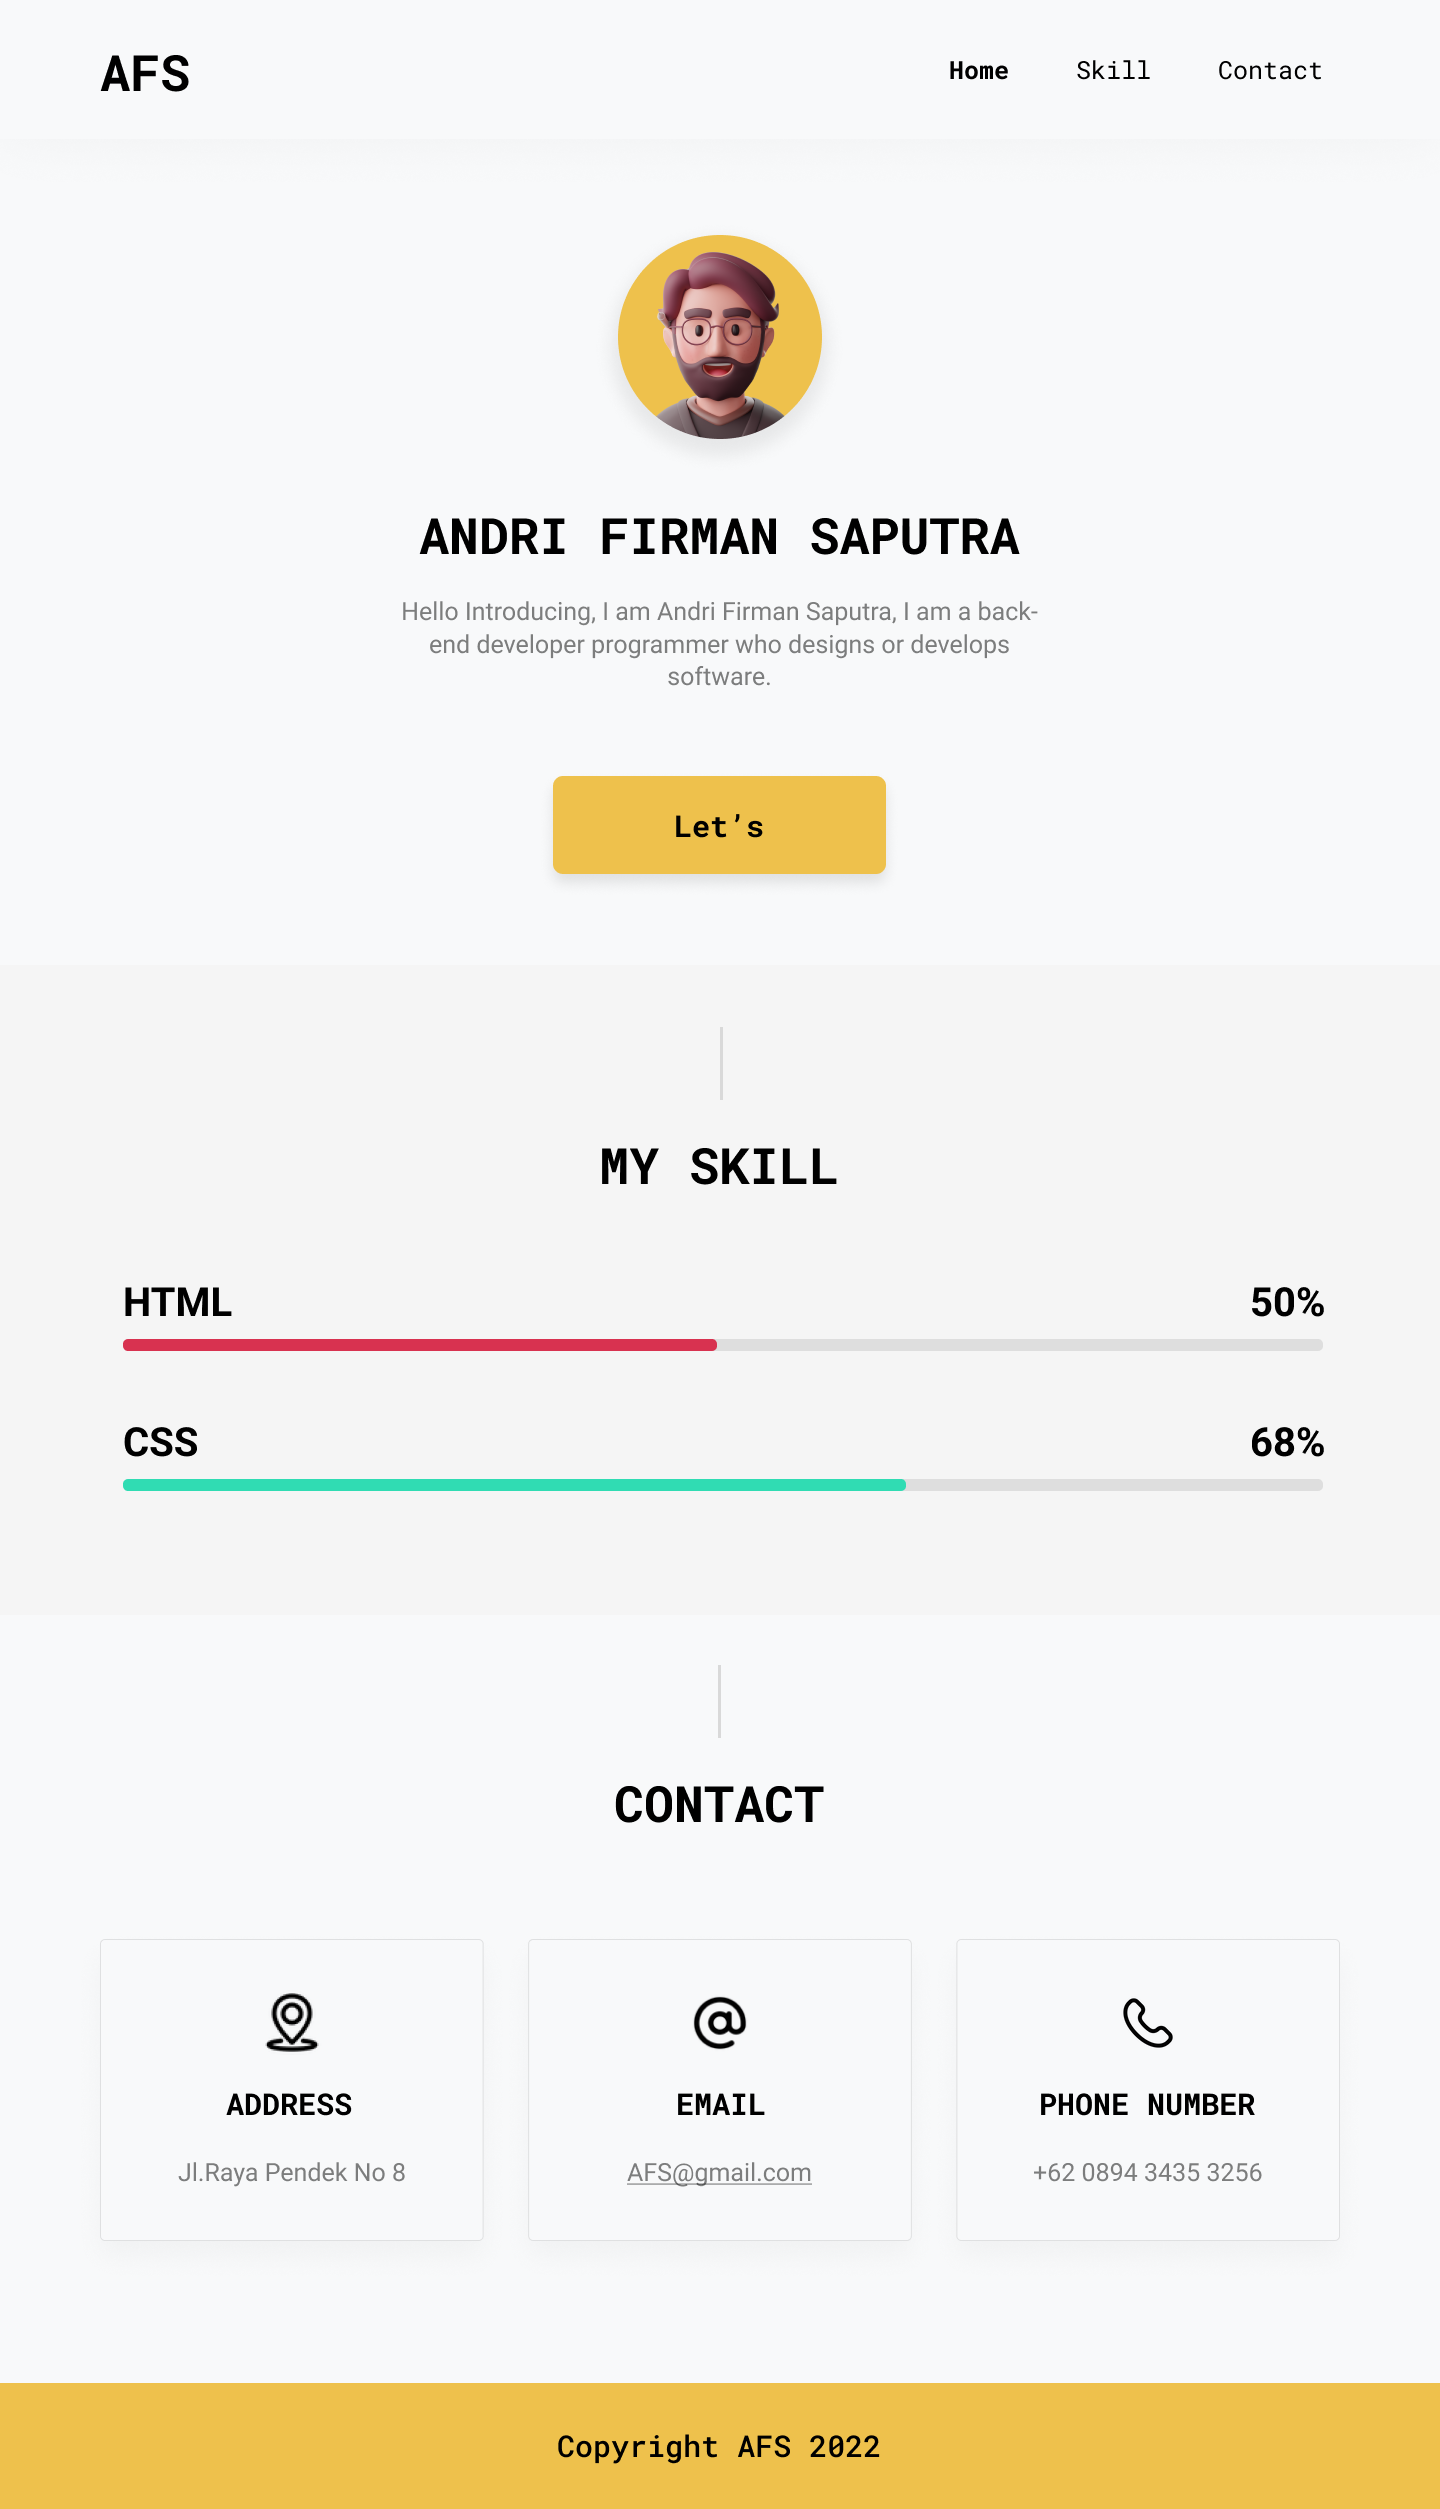 AFS
Home Skill Contact
ANDRI FIRMAN SAPUTRA
Hello Introducing, I am Andri Firman Saputra, I am a back-
end developer programmer who designs or develops
software.
Let’s
MY SKILL
HTML 50%
CSS 68%
CONTACT
ADDRESS
Jl.Raya Pendek No 8
EMAIL
AFS@gmail.com
PHONE NUMBER
+62 0894 3435 3256
Copyright AFS 2022